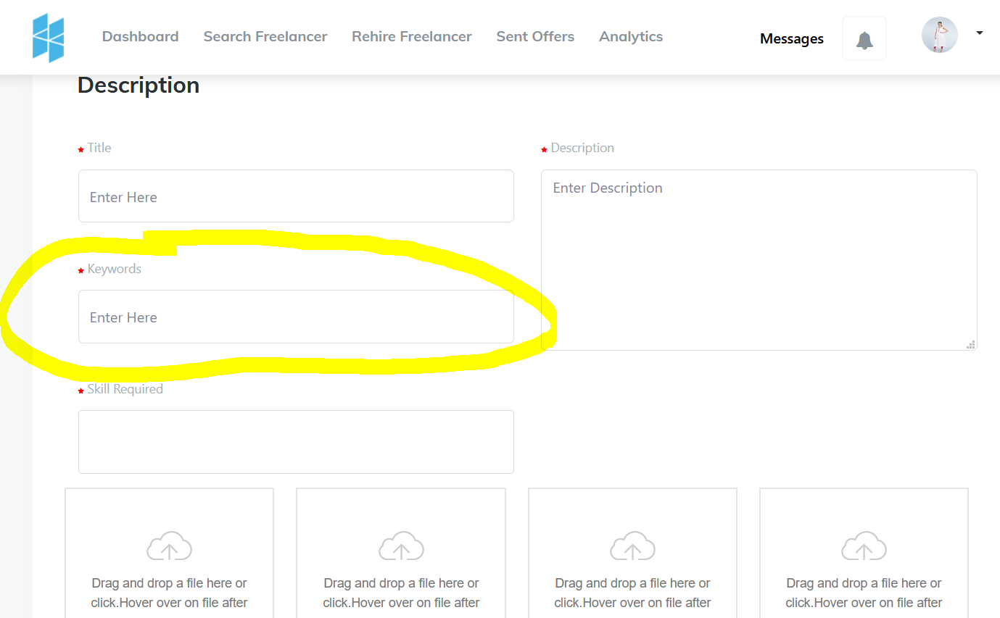 Dashboard Search Freelancer Rehire Freelancer Sent Offers Analytics Messages
Description
Title
Enter Here
Description
Enter Description
Keywords
Enter Here
Skill Required
Drag and drop a file here or
click.Hover over on file after
Drag and drop a file here or
click.Hover over on file after
Drag and drop a file here or
click.Hover over on file after
Drag and drop a file here or
click.Hover over on file after